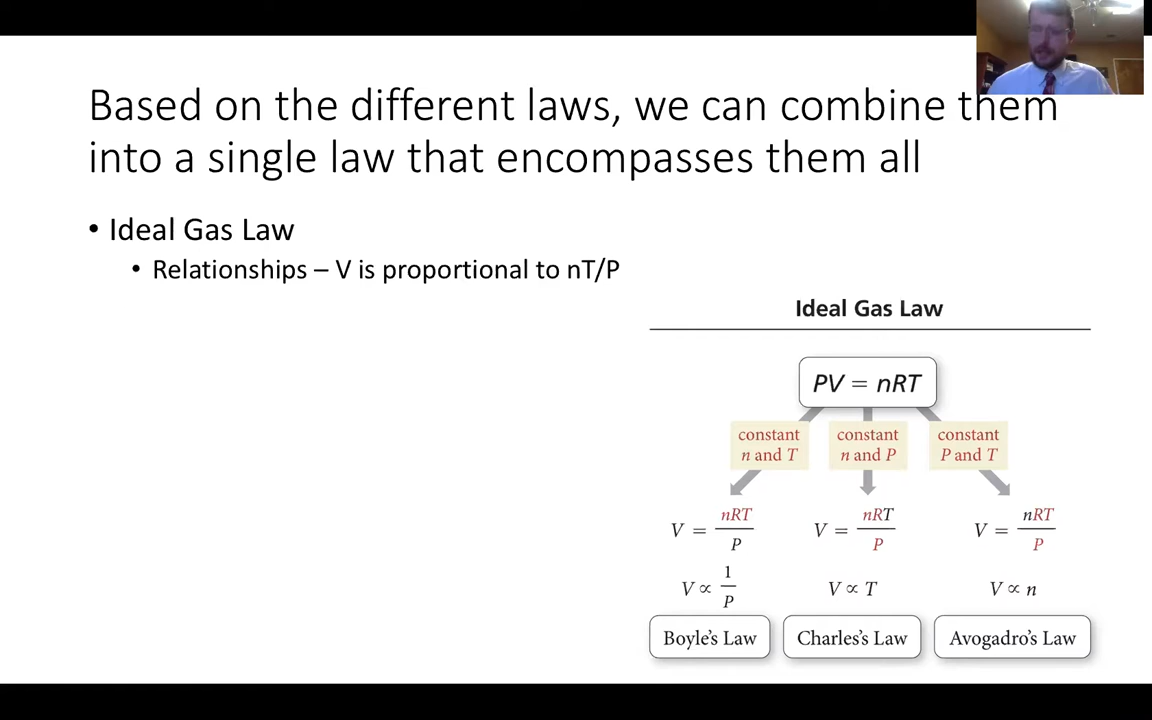 Based on the different laws, we can combine them
into a single law that encompasses them all
• Ideal Gas Law
• Relationships – V is proportional to nT/P
Ideal Gas Law
PV = nRT
constant
n and T
constant
n and P
constant
P and T
V = nRT/P
V = nRT/P
V = nRT/P
V ∝ 1/P
V ∝ T
V ∝ n
Boyle's Law
Charles's Law
Avogadro's Law